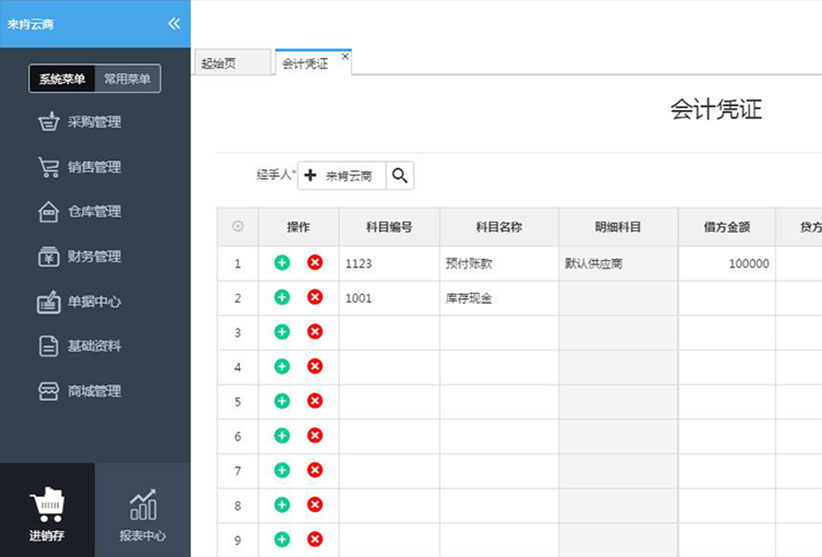 来肯云商
系统菜单 常用菜单
采购管理
销售管理
仓库管理
财务管理
单据中心
基础资料
商城管理
进销存 报表中心
起始页 会计凭证
会计凭证
经手人* 来肯云商
操作 科目编号 科目名称 明细科目 借方金额 贷方
1 1123 预付账款 默认供应商 100000
2 1001 库存现金
3
4
5
6
7
8
9